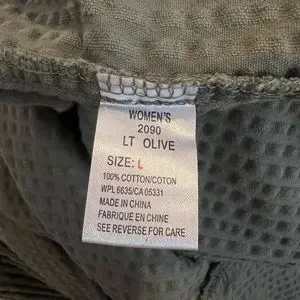 WOMEN'S
2090
LT OLIVE
SIZE: L
100% COTTON/COTON
WPL 6635/CA 05331
MADE IN CHINA
FABRIQUE EN CHINE
SEE REVERSE FOR CARE